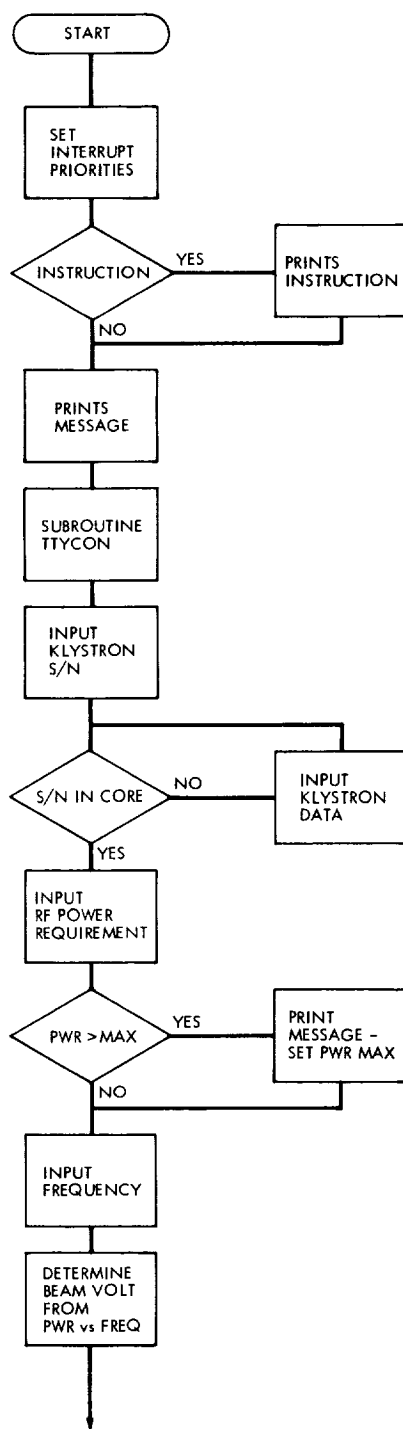 START
SET
INTERRUPT
PRIORITIES
INSTRUCTION
YES
PRINTS
INSTRUCTION
NO
PRINTS
MESSAGE
SUBROUTINE
TTYCON
INPUT
KLYSTRON
S/N
S/N IN CORE
NO
INPUT
KLYSTRON
DATA
YES
INPUT
RF POWER
REQUIREMENT
PWR > MAX
YES
PRINT
MESSAGE –
SET PWR MAX
NO
INPUT
FREQUENCY
DETERMINE
BEAM VOLT
FROM
PWR vs FREQ